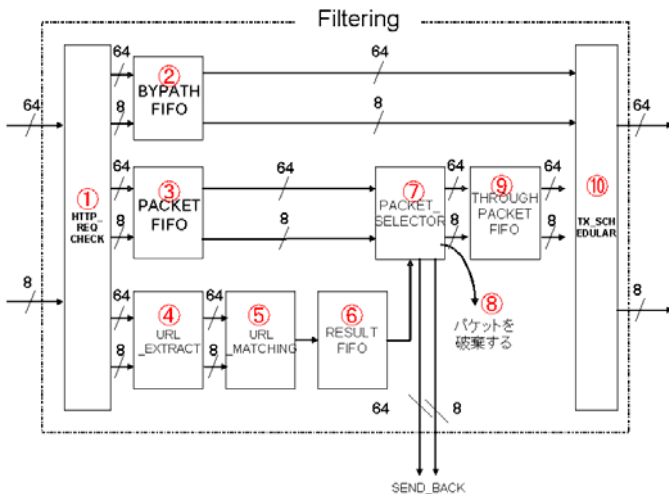 Filtering
64
8
64
8
①
HTTP_
REQ
CHECK
64
8
②
BYPATH
FIFO
64
8
64
8
③
PACKET
FIFO
64
8
⑦
PACKET_
SELECTOR
64
8
⑨
THROUGH
PACKET
FIFO
64
8
⑩
TX_SCH
EDULAR
64
8
64
8
④
URL
_EXTRACT
64
8
⑤
URL
_MATCHING
⑥
RESULT
FIFO
⑧
パケットを
破棄する
64
8
SEND_BACK